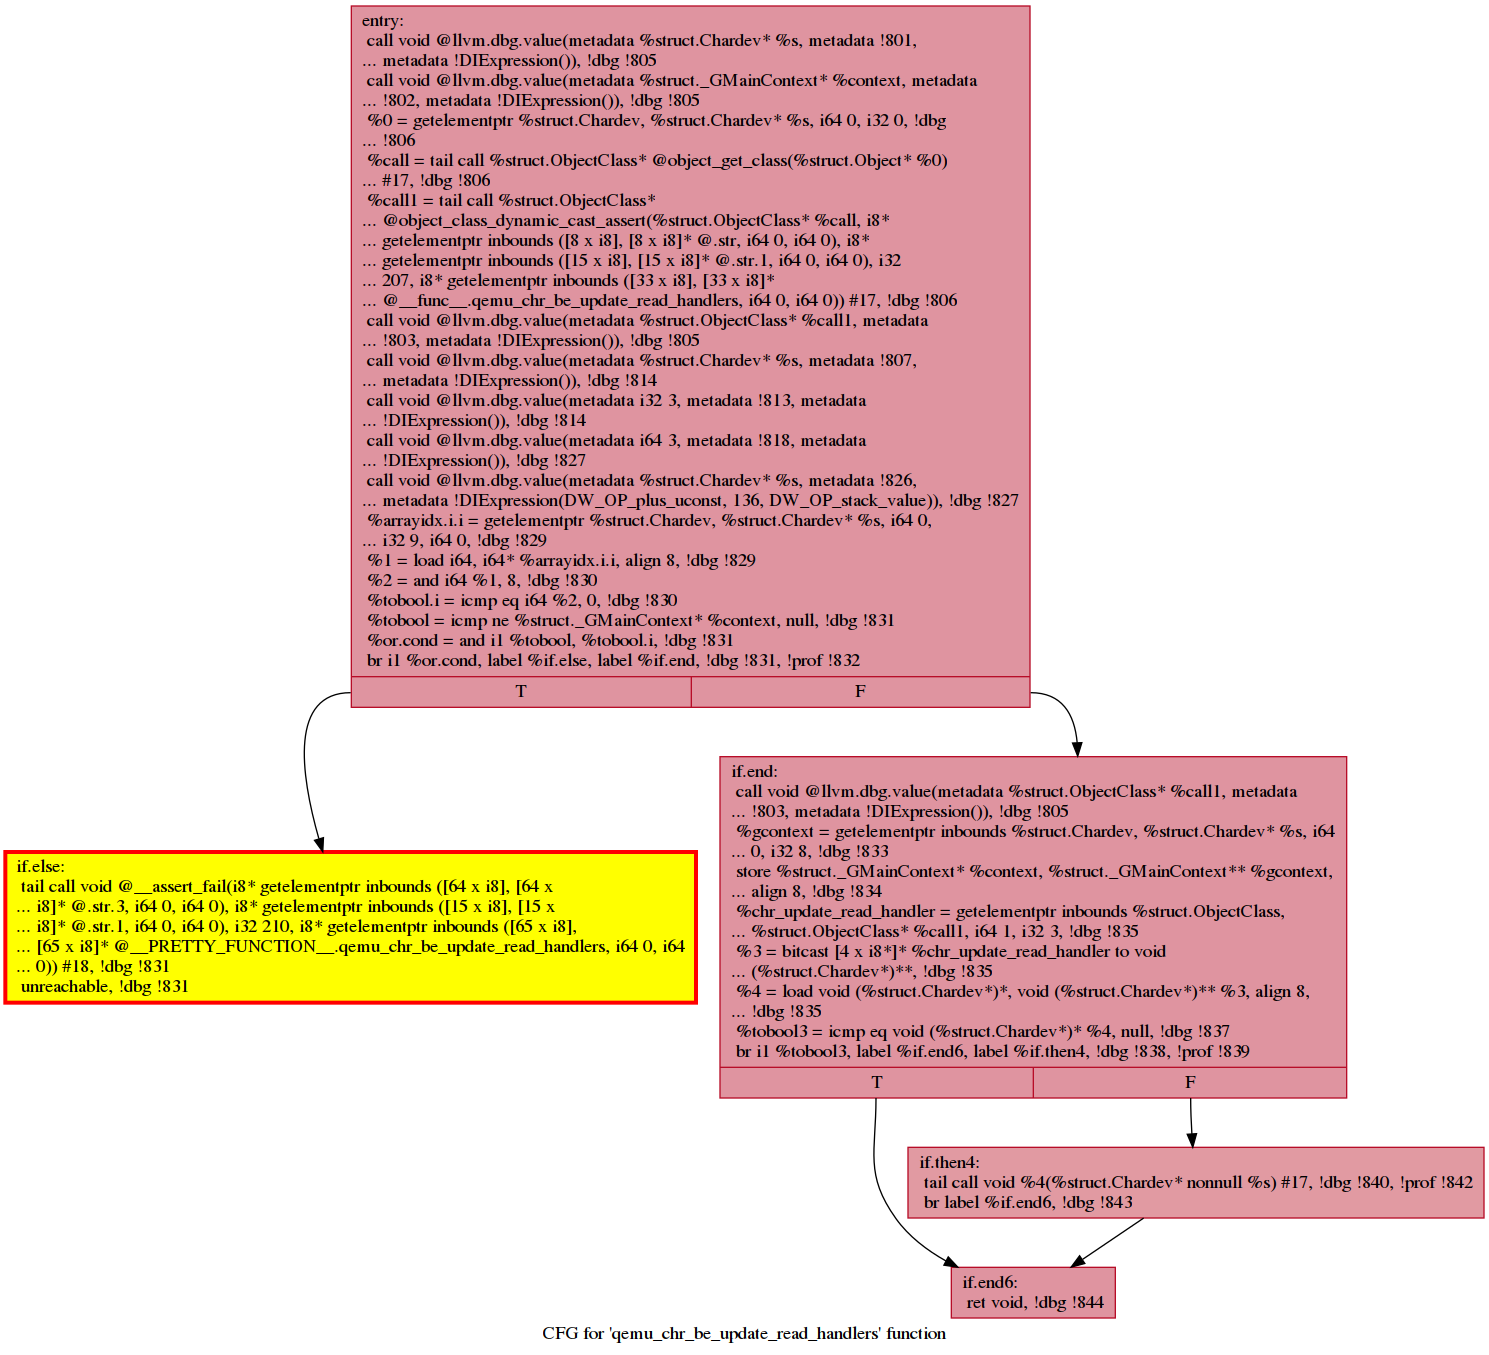 entry:
call void @llvm.dbg.value(metadata %struct.Chardev* %s, metadata !801,
... metadata !DIExpression()), !dbg !805
call void @llvm.dbg.value(metadata %struct._GMainContext* %context, metadata
... !802, metadata !DIExpression()), !dbg !805
%0 = getelementptr %struct.Chardev, %struct.Chardev* %s, i64 0, i32 0, !dbg
... !806
%call = tail call %struct.ObjectClass* @object_get_class(%struct.Object* %0)
... #17, !dbg !806
%call1 = tail call %struct.ObjectClass*
... @object_class_dynamic_cast_assert(%struct.ObjectClass* %call, i8*
... getelementptr inbounds ([8 x i8], [8 x i8]* @.str, i64 0, i64 0), i8*
... getelementptr inbounds ([15 x i8], [15 x i8]* @.str.1, i64 0, i64 0), i32
... 207, i8* getelementptr inbounds ([33 x i8], [33 x i8]*
... @__func__.qemu_chr_be_update_read_handlers, i64 0, i64 0)) #17, !dbg !806
call void @llvm.dbg.value(metadata %struct.ObjectClass* %call1, metadata
... !803, metadata !DIExpression()), !dbg !805
call void @llvm.dbg.value(metadata %struct.Chardev* %s, metadata !807,
... metadata !DIExpression()), !dbg !814
call void @llvm.dbg.value(metadata i32 3, metadata !813, metadata
... !DIExpression()), !dbg !814
call void @llvm.dbg.value(metadata i64 3, metadata !818, metadata
... !DIExpression()), !dbg !827
call void @llvm.dbg.value(metadata %struct.Chardev* %s, metadata !826,
... metadata !DIExpression(DW_OP_plus_uconst, 136, DW_OP_stack_value)), !dbg !827
%arrayidx.i.i = getelementptr %struct.Chardev, %struct.Chardev* %s, i64 0,
... i32 9, i64 0, !dbg !829
%1 = load i64, i64* %arrayidx.i.i, align 8, !dbg !829
%2 = and i64 %1, 8, !dbg !830
%tobool.i = icmp eq i64 %2, 0, !dbg !830
%tobool = icmp ne %struct._GMainContext* %context, null, !dbg !831
%or.cond = and i1 %tobool, %tobool.i, !dbg !831
br i1 %or.cond, label %if.else, label %if.end, !dbg !831, !prof !832
T
F
if.else:
tail call void @__assert_fail(i8* getelementptr inbounds ([64 x i8], [64 x
... i8]* @.str.3, i64 0, i64 0), i8* getelementptr inbounds ([15 x i8], [15 x
... i8]* @.str.1, i64 0, i64 0), i32 210, i8* getelementptr inbounds ([65 x i8],
... [65 x i8]* @__PRETTY_FUNCTION__.qemu_chr_be_update_read_handlers, i64 0, i64
... 0)) #18, !dbg !831
unreachable, !dbg !831
if.end:
call void @llvm.dbg.value(metadata %struct.ObjectClass* %call1, metadata
... !803, metadata !DIExpression()), !dbg !805
%gcontext = getelementptr inbounds %struct.Chardev, %struct.Chardev* %s, i64
... 0, i32 8, !dbg !833
store %struct._GMainContext* %context, %struct._GMainContext** %gcontext,
... align 8, !dbg !834
%chr_update_read_handler = getelementptr inbounds %struct.ObjectClass,
... %struct.ObjectClass* %call1, i64 1, i32 3, !dbg !835
%3 = bitcast [4 x i8*]* %chr_update_read_handler to void
... (%struct.Chardev*)**, !dbg !835
%4 = load void (%struct.Chardev*)*, void (%struct.Chardev*)** %3, align 8,
... !dbg !835
%tobool3 = icmp eq void (%struct.Chardev*)* %4, null, !dbg !837
br i1 %tobool3, label %if.end6, label %if.then4, !dbg !838, !prof !839
T
F
if.then4:
tail call void %4(%struct.Chardev* nonnull %s) #17, !dbg !840, !prof !842
br label %if.end6, !dbg !843
if.end6:
ret void, !dbg !844
CFG for 'qemu_chr_be_update_read_handlers' function